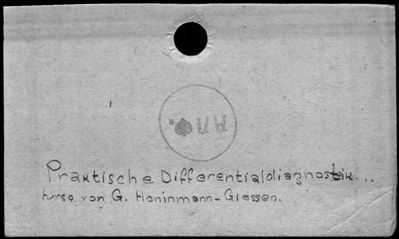 Praktische Differentialdiagnostik...
hrsg. von G. Honinmann-Giessen.